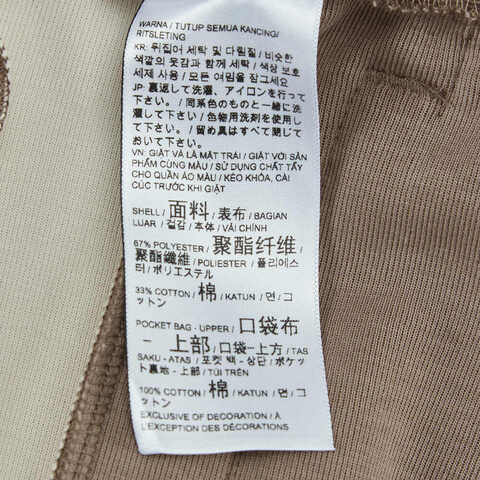 WARNA / TUTUP SEMUA KANCING/
RITSLETING
KR: 뒤집어 세탁 및 다림질 / 비슷한
색깔의 옷감과 함께 세탁 / 색상 보호
세제 사용 / 모든 여밈을 잠그세요
JP: 裏返して洗濯、アイロンを行って
下さい。 / 同系色のものと一緒に洗
濯して下さい / 色物用洗剤を使用し
て下さい。 / 留め具はすべて閉じて
おいて下さい。
VN: GIẶT VÀ LÀ MẶT TRÁI / GIẶT VỚI SẢN
PHẨM CÙNG MÀU / SỬ DỤNG CHẤT TẨY
CHO QUẦN ÁO MÀU / KÉO KHÓA, CÀI
CÚC TRƯỚC KHI GIẶT
SHELL / 面料 / 表布 / BAGIAN
LUAR / 겉감 / 本体 / VẢI CHÍNH
67% POLYESTER / 聚酯纤维 /
聚酯纖維 / POLIESTER / 폴리에스
터 / ポリエステル
33% COTTON / 棉 / KATUN / 면 / コ
ットン
POCKET BAG - UPPER / 口袋布
- 上部 / 口袋 - 上方 / TAS
SAKU - ATAS / 포켓 백 - 상단 / ポケ
ット裏地 - 上部 / TÚI TRÊN
100% COTTON / 棉 / KATUN / 면 / コ
ットン
EXCLUSIVE OF DECORATION / À
L'EXCEPTION DES DÉCORATIONS